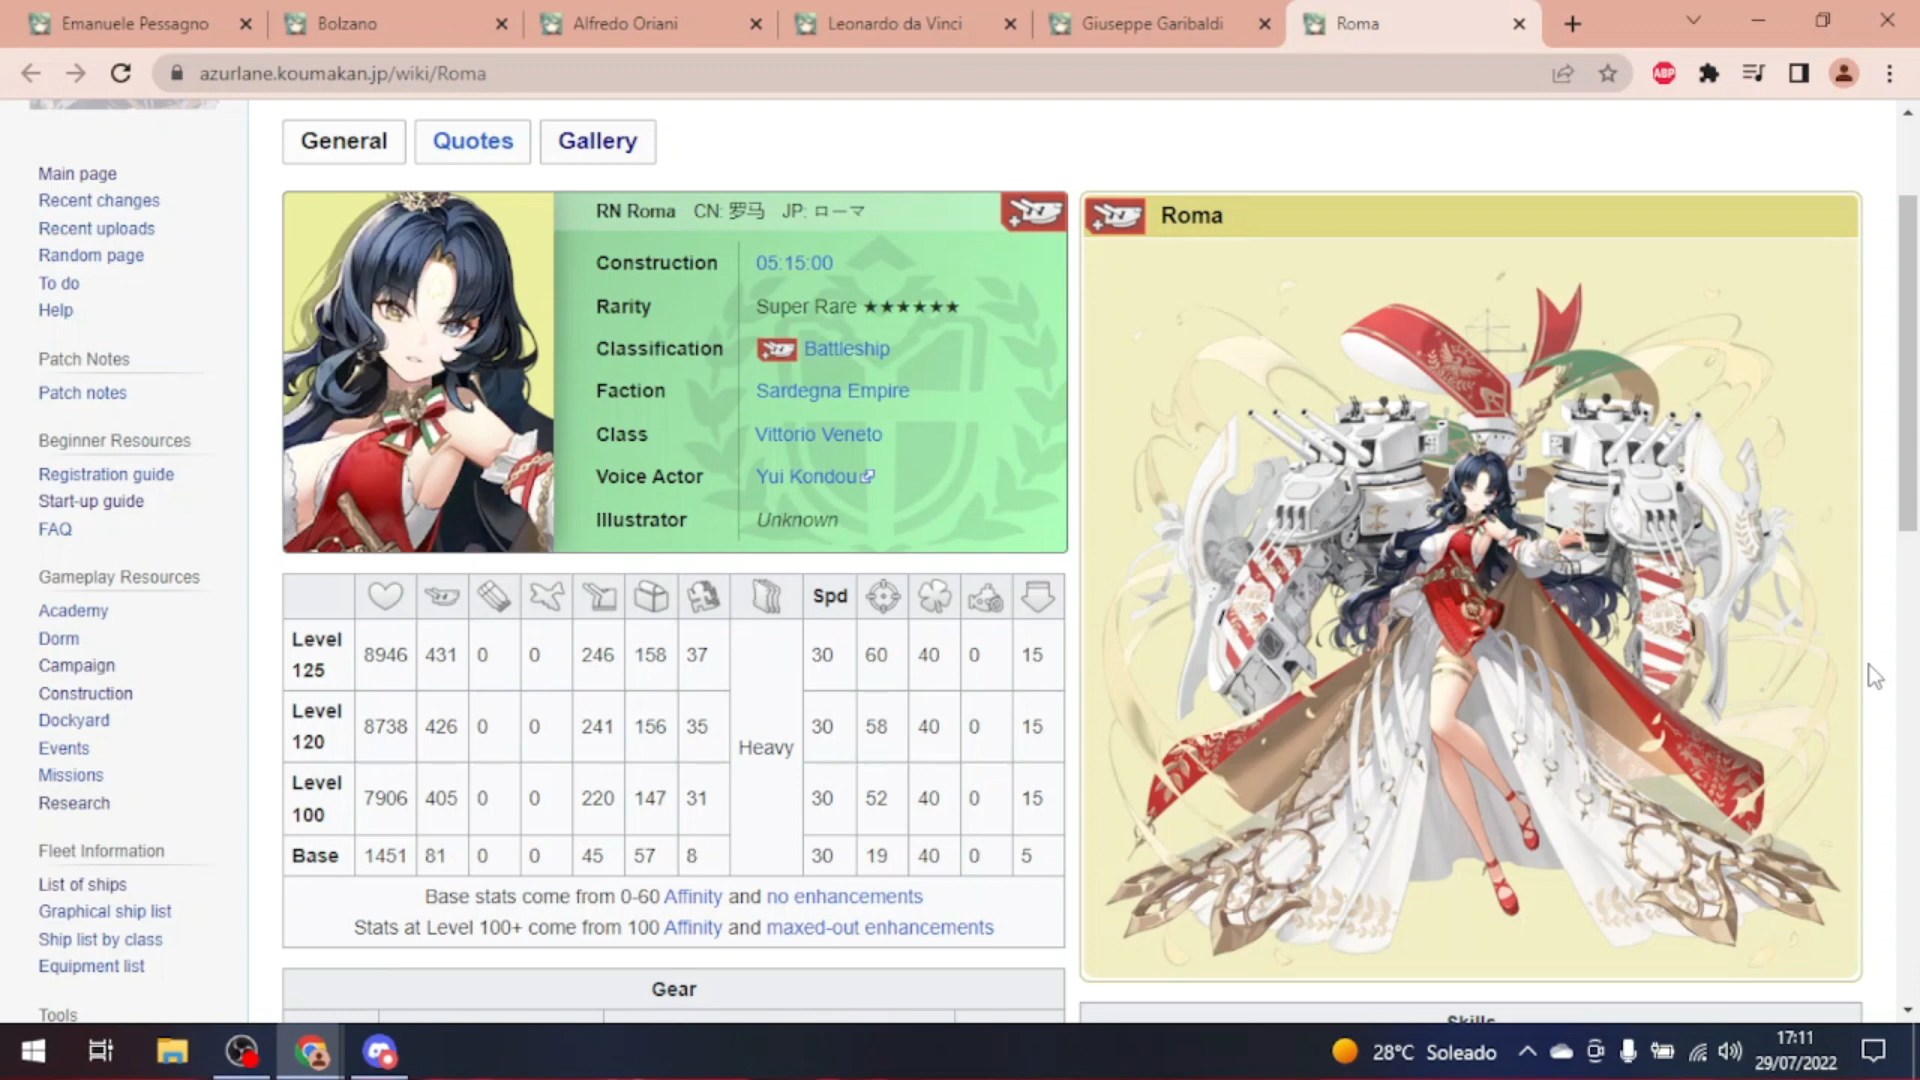 Emanuele Pessagno
Bolzano
Alfredo Oriani
Leonardo da Vinci
Giuseppe Garibaldi
Roma
azurlane.koumakan.jp/wiki/Roma
ABP
Main page
Recent changes
Recent uploads
Random page
To do
Help
Patch Notes
Patch notes
Beginner Resources
Registration guide
Start-up guide
FAQ
Gameplay Resources
Academy
Dorm
Campaign
Construction
Dockyard
Events
Missions
Research
Fleet Information
List of ships
Graphical ship list
Ship list by class
Equipment list
Tools
General Quotes Gallery
RN Roma CN: 罗马 JP: ローマ
Construction 05:15:00
Rarity Super Rare ★★★★★★
Classification Battleship
Faction Sardegna Empire
Class Vittorio Veneto
Voice Actor Yui Kondou
Illustrator Unknown
Spd
Level 125 8946 431 0 0 246 158 37 30 60 40 0 15
Level 120 8738 426 0 0 241 156 35 Heavy 30 58 40 0 15
Level 100 7906 405 0 0 220 147 31 30 52 40 0 15
Base 1451 81 0 0 45 57 8 30 19 40 0 5
Base stats come from 0-60 Affinity and no enhancements
Stats at Level 100+ come from 100 Affinity and maxed-out enhancements
Gear
Roma
Skills
28°C Soleado
17:11
29/07/2022